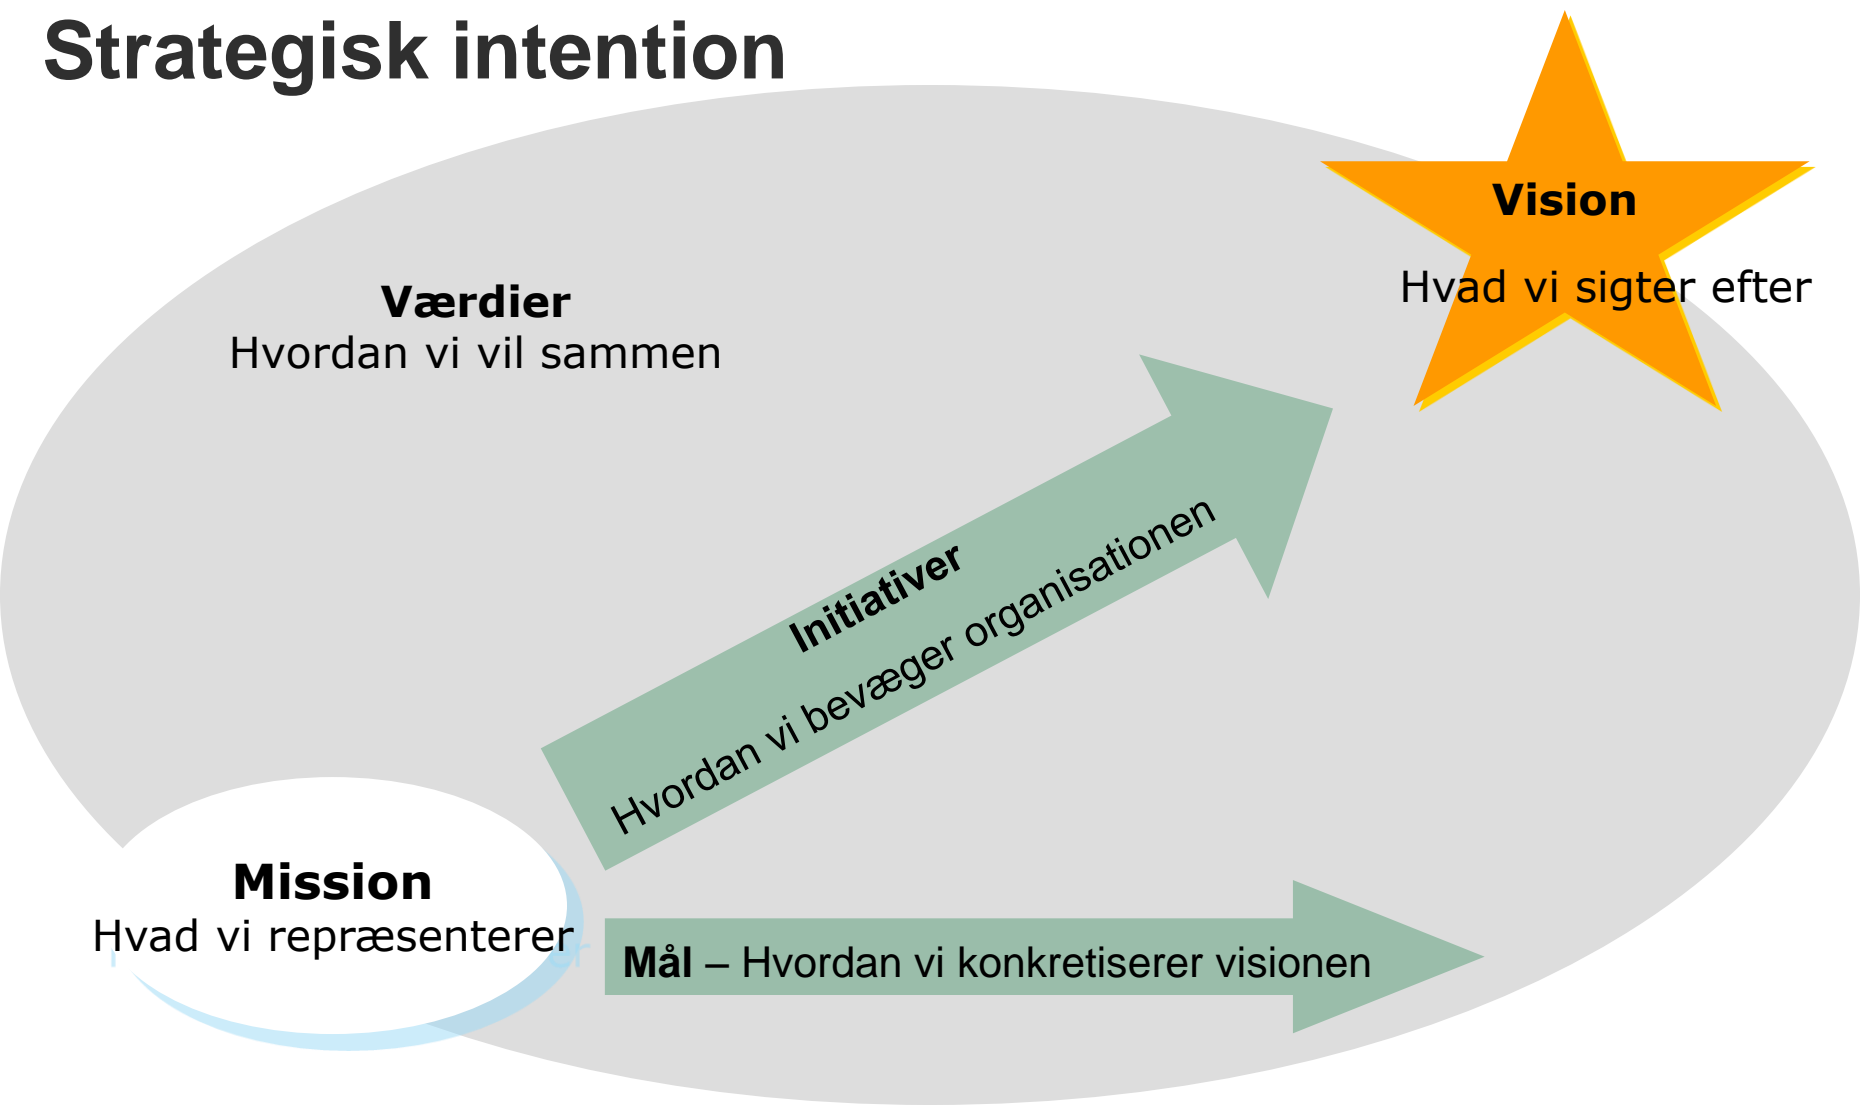 Strategisk intention
Vision
Hvad vi sigter efter
Værdier
Hvordan vi vil sammen
Initiativer
Hvordan vi bevæger organisationen
Mission
Hvad vi repræsenterer
Mål – Hvordan vi konkretiserer visionen